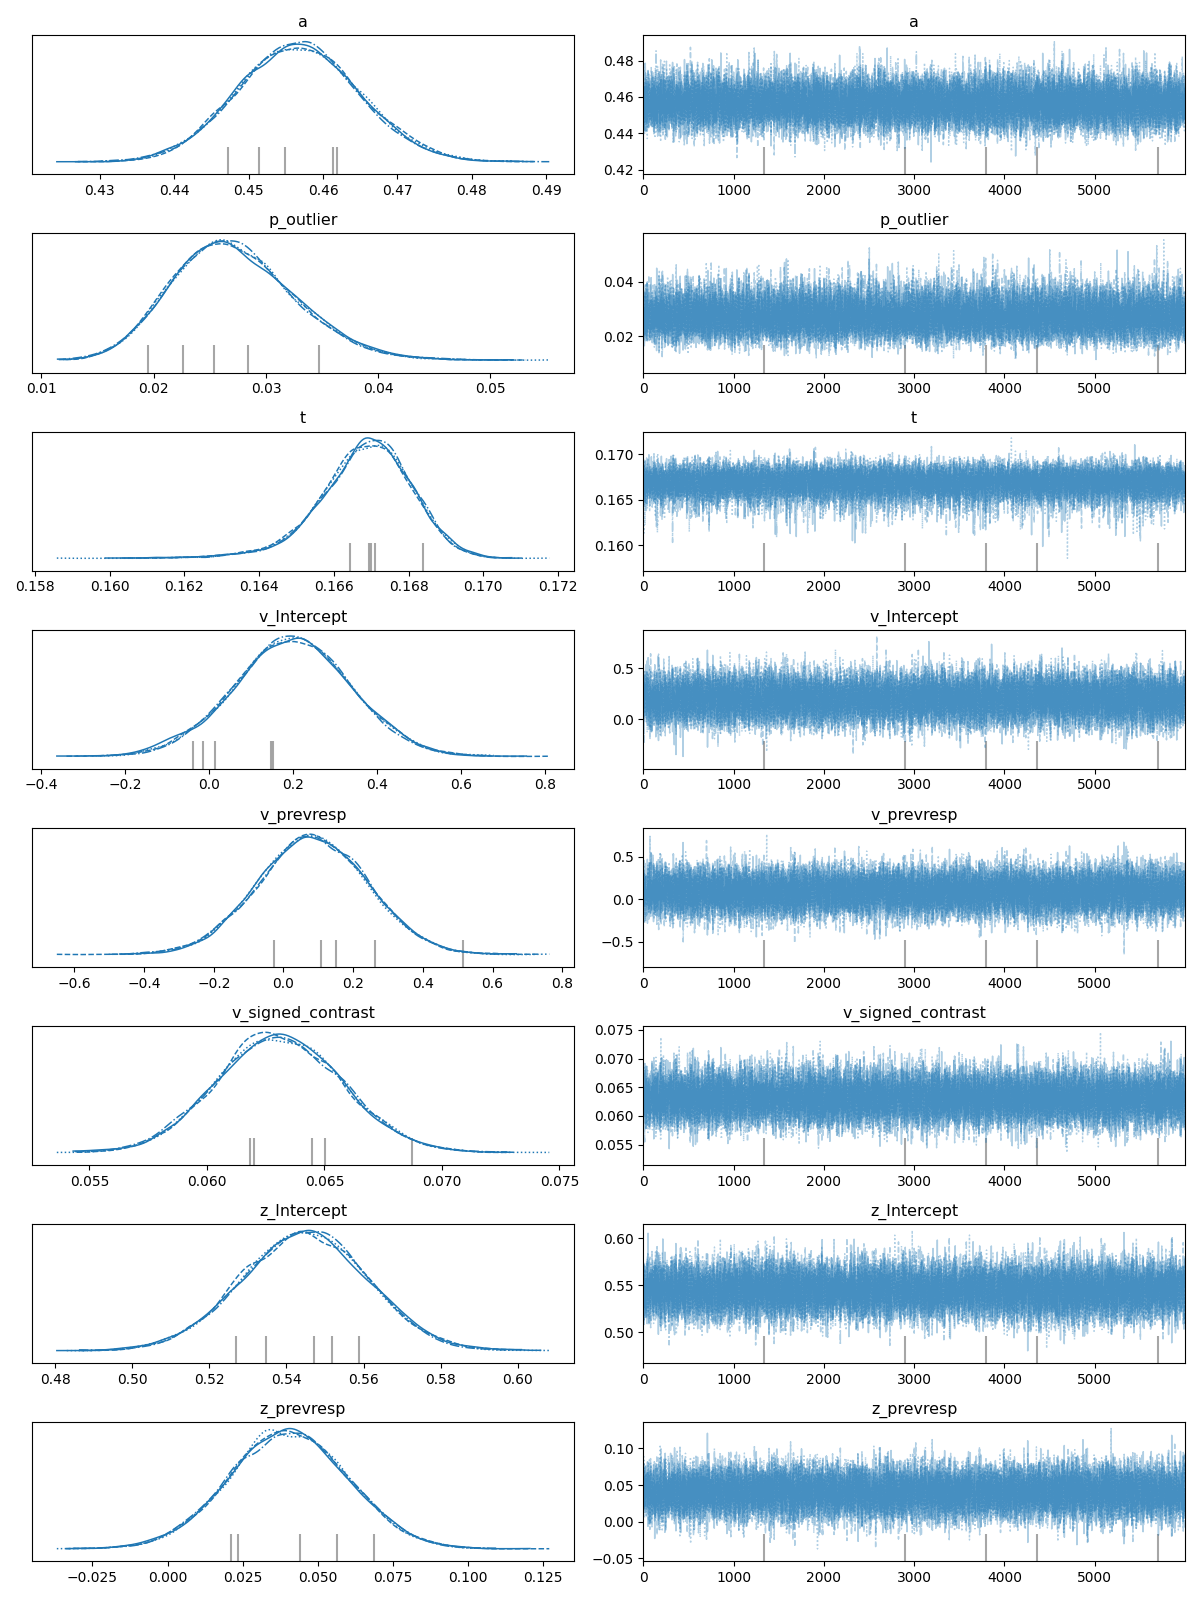 a a
0.43 0.44 0.45 0.46 0.47 0.48 0.49
0.48
0.46
0.44
0.42
0 1000 2000 3000 4000 5000
p_outlier p_outlier
0.01 0.02 0.03 0.04 0.05
0.04
0.02
0 1000 2000 3000 4000 5000
t t
0.158 0.160 0.162 0.164 0.166 0.168 0.170 0.172
0.170
0.165
0.160
0 1000 2000 3000 4000 5000
v_Intercept v_Intercept
−0.4 −0.2 0.0 0.2 0.4 0.6 0.8
0.5
0.0
0 1000 2000 3000 4000 5000
v_prevresp v_prevresp
−0.6 −0.4 −0.2 0.0 0.2 0.4 0.6 0.8
0.5
0.0
−0.5
0 1000 2000 3000 4000 5000
v_signed_contrast v_signed_contrast
0.055 0.060 0.065 0.070 0.075
0.075
0.070
0.065
0.060
0.055
0 1000 2000 3000 4000 5000
z_Intercept z_Intercept
0.48 0.50 0.52 0.54 0.56 0.58 0.60
0.60
0.55
0.50
0 1000 2000 3000 4000 5000
z_prevresp z_prevresp
−0.025 0.000 0.025 0.050 0.075 0.100 0.125
0.10
0.05
0.00
−0.05
0 1000 2000 3000 4000 5000